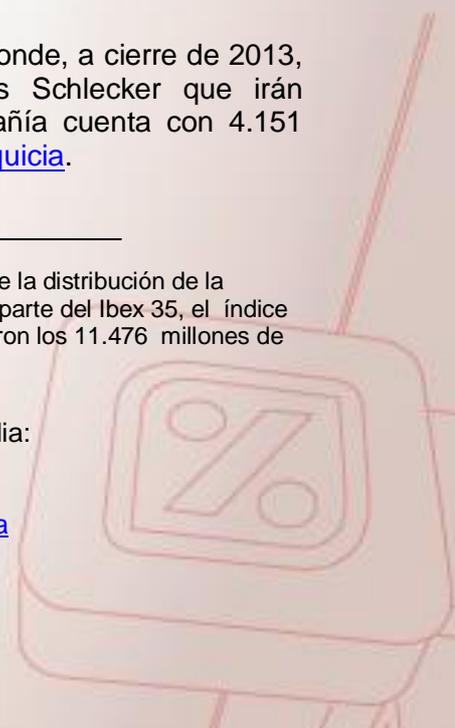 onde, a cierre de 2013,
s Schlecker que irán
añía cuenta con 4.151
quicia.
e la distribución de la
parte del Ibex 35, el índice
ron los 11.476 millones de
dia:
a